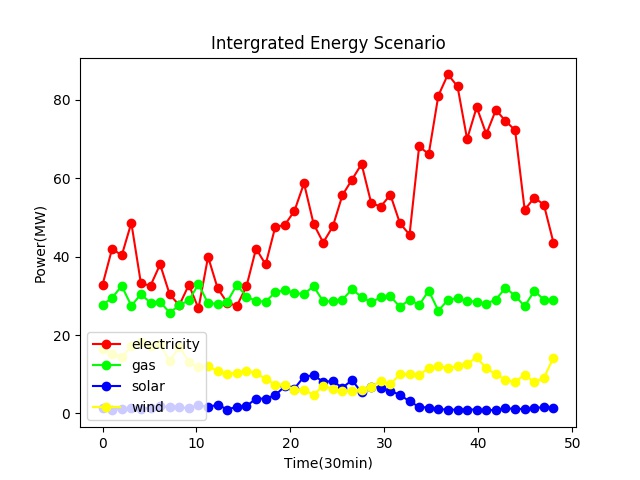 Intergrated Energy Scenario
Power(MW)
80
60
40
20
0
electricity
gas
solar
wind
0 10 20 30 40 50
Time(30min)